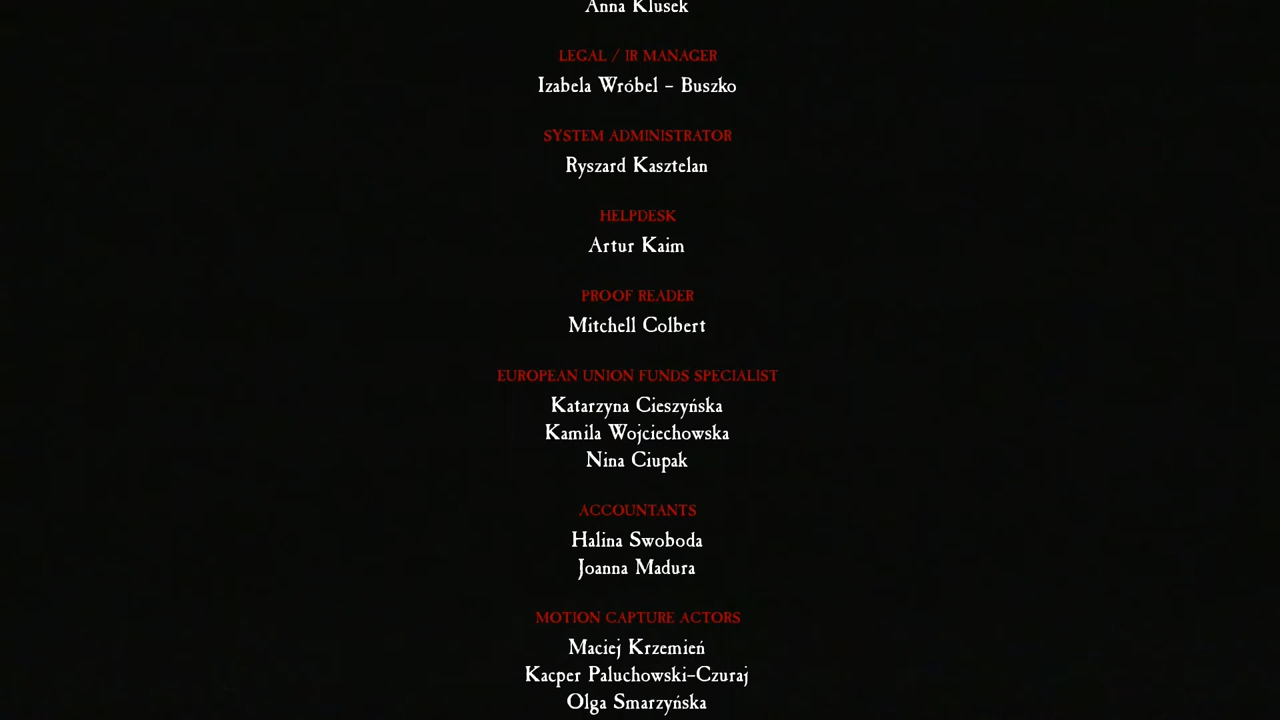 Anna Klusek
LEGAL / IR MANAGER
Izabela Wróbel - Buszko
SYSTEM ADMINISTRATOR
Ryszard Kasztelan
HELPDESK
Artur Kaim
PROOF READER
Mitchell Colbert
EUROPEAN UNION FUNDS SPECIALIST
Katarzyna Cieszyńska
Kamila Wojciechowska
Nina Ciupak
ACCOUNTANTS
Halina Swoboda
Joanna Madura
MOTION CAPTURE ACTORS
Maciej Krzemień
Kacper Paluchowski-Czuraj
Olga Smarzyńska